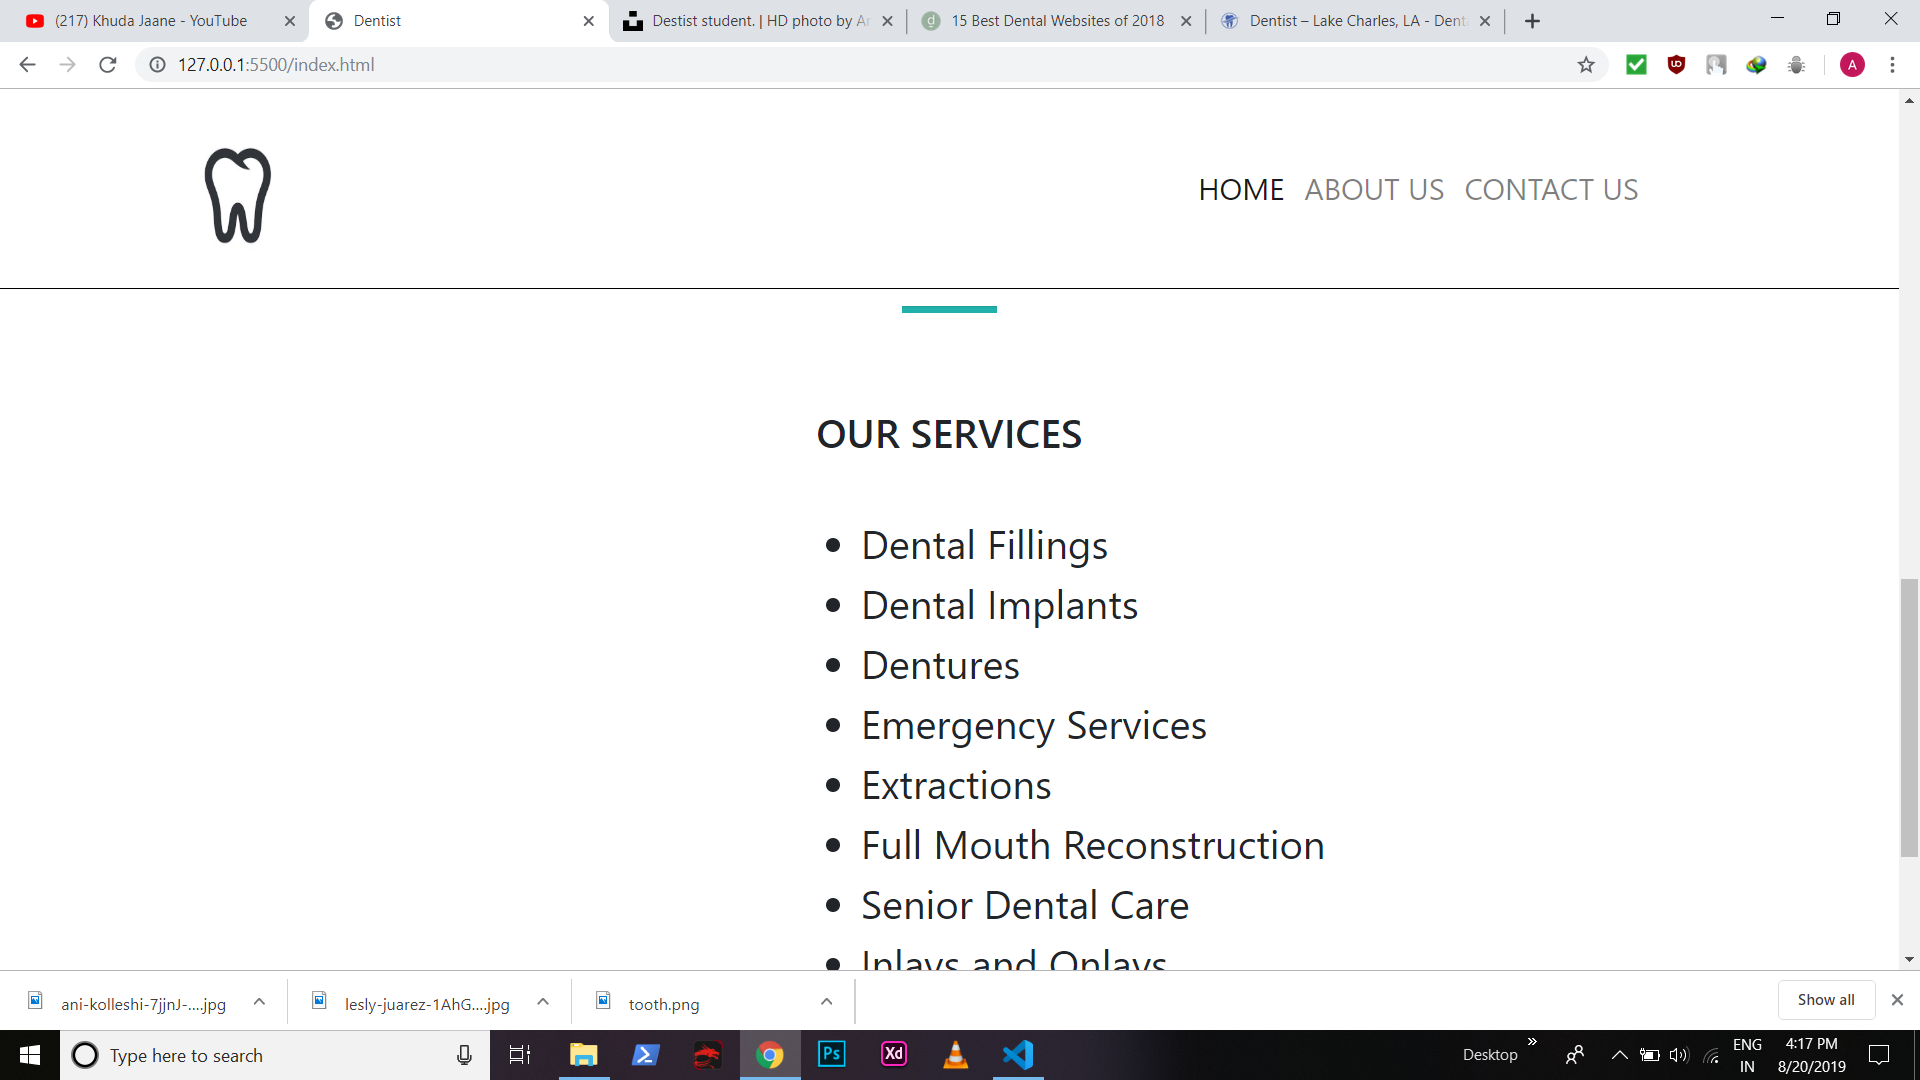 (217) Khuda Jaane - YouTube
Dentist
Destist student. | HD photo by Ar
15 Best Dental Websites of 2018
Dentist – Lake Charles, LA - Dent
127.0.0.1:5500/index.html
A
HOME ABOUT US CONTACT US
OUR SERVICES
Dental Fillings
Dental Implants
Dentures
Emergency Services
Extractions
Full Mouth Reconstruction
Senior Dental Care
Inlays and Onlays
ani-kolleshi-7jjnJ-....jpg
lesly-juarez-1AhG....jpg
tooth.png
Show all
Type here to search
Ps
Xd
Desktop
ENG
IN
4:17 PM
8/20/2019